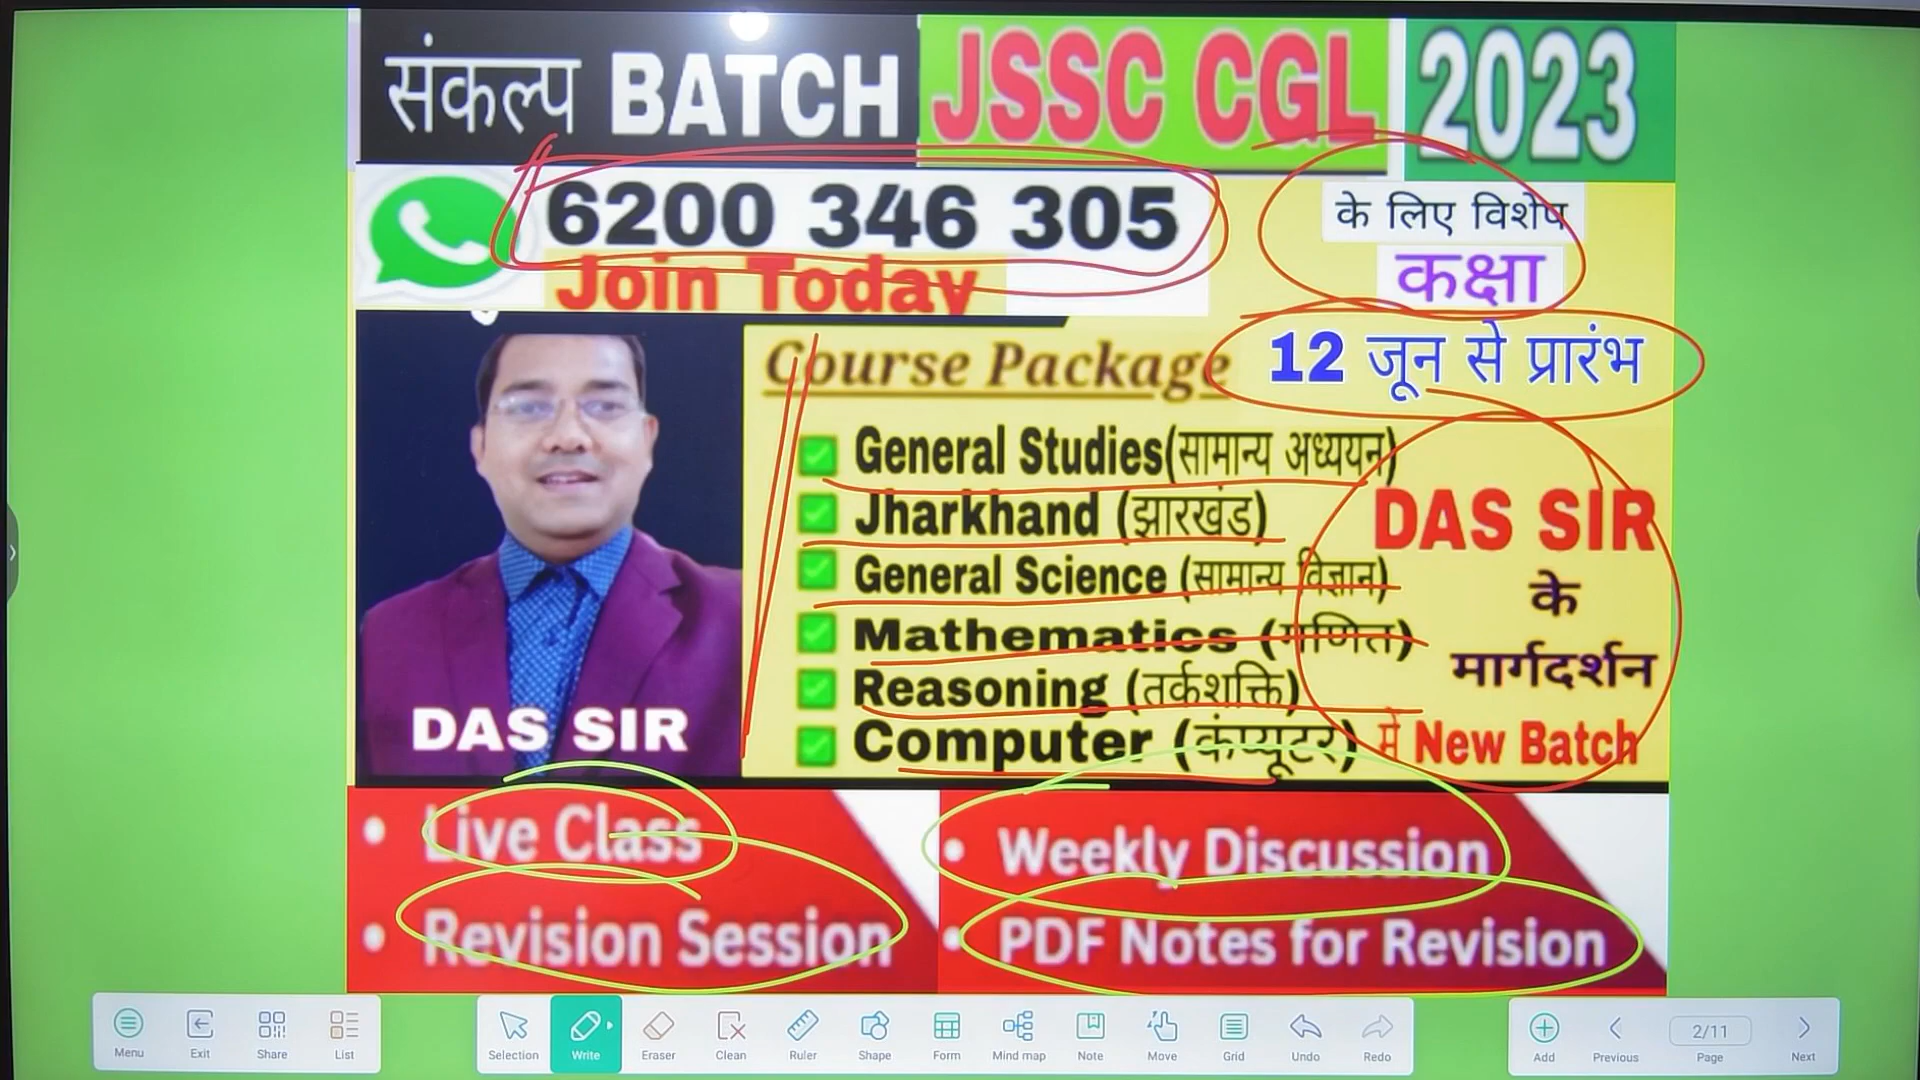 संकल्प BATCH JSSC CGL 2023
6200 346 305
के लिए विशेष
Join Today
कक्षा
Course Package
12 जून से प्रारंभ
General Studies(सामान्य अध्ययन)
Jharkhand (झारखंड)
General Science (सामान्य विज्ञान)
Mathematics (गणित)
Reasoning (तर्कशक्ति)
Computer (कंप्यूटर)
DAS SIR
के
मार्गदर्शन
में New Batch
DAS SIR
• Live Class
• Revision Session
• Weekly Discussion
• PDF Notes for Revision
Menu Exit Share List
Selection Write Eraser Clean Ruler Shape Form Mind map Note Move Grid Undo Redo
2/11
Add Previous Page Next